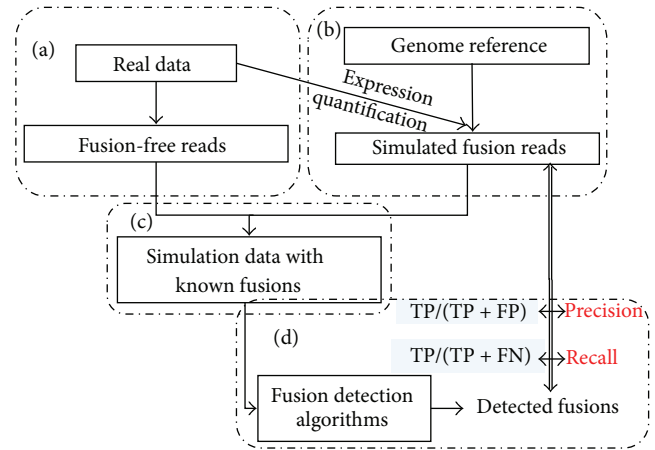 (a)
Real data
Fusion-free reads
(b)
Genome reference
Expression
quantification
Simulated fusion reads
(c)
Simulation data with
known fusions
(d)
TP/(TP + FP)
Precision
TP/(TP + FN)
Recall
Fusion detection
algorithms
Detected fusions